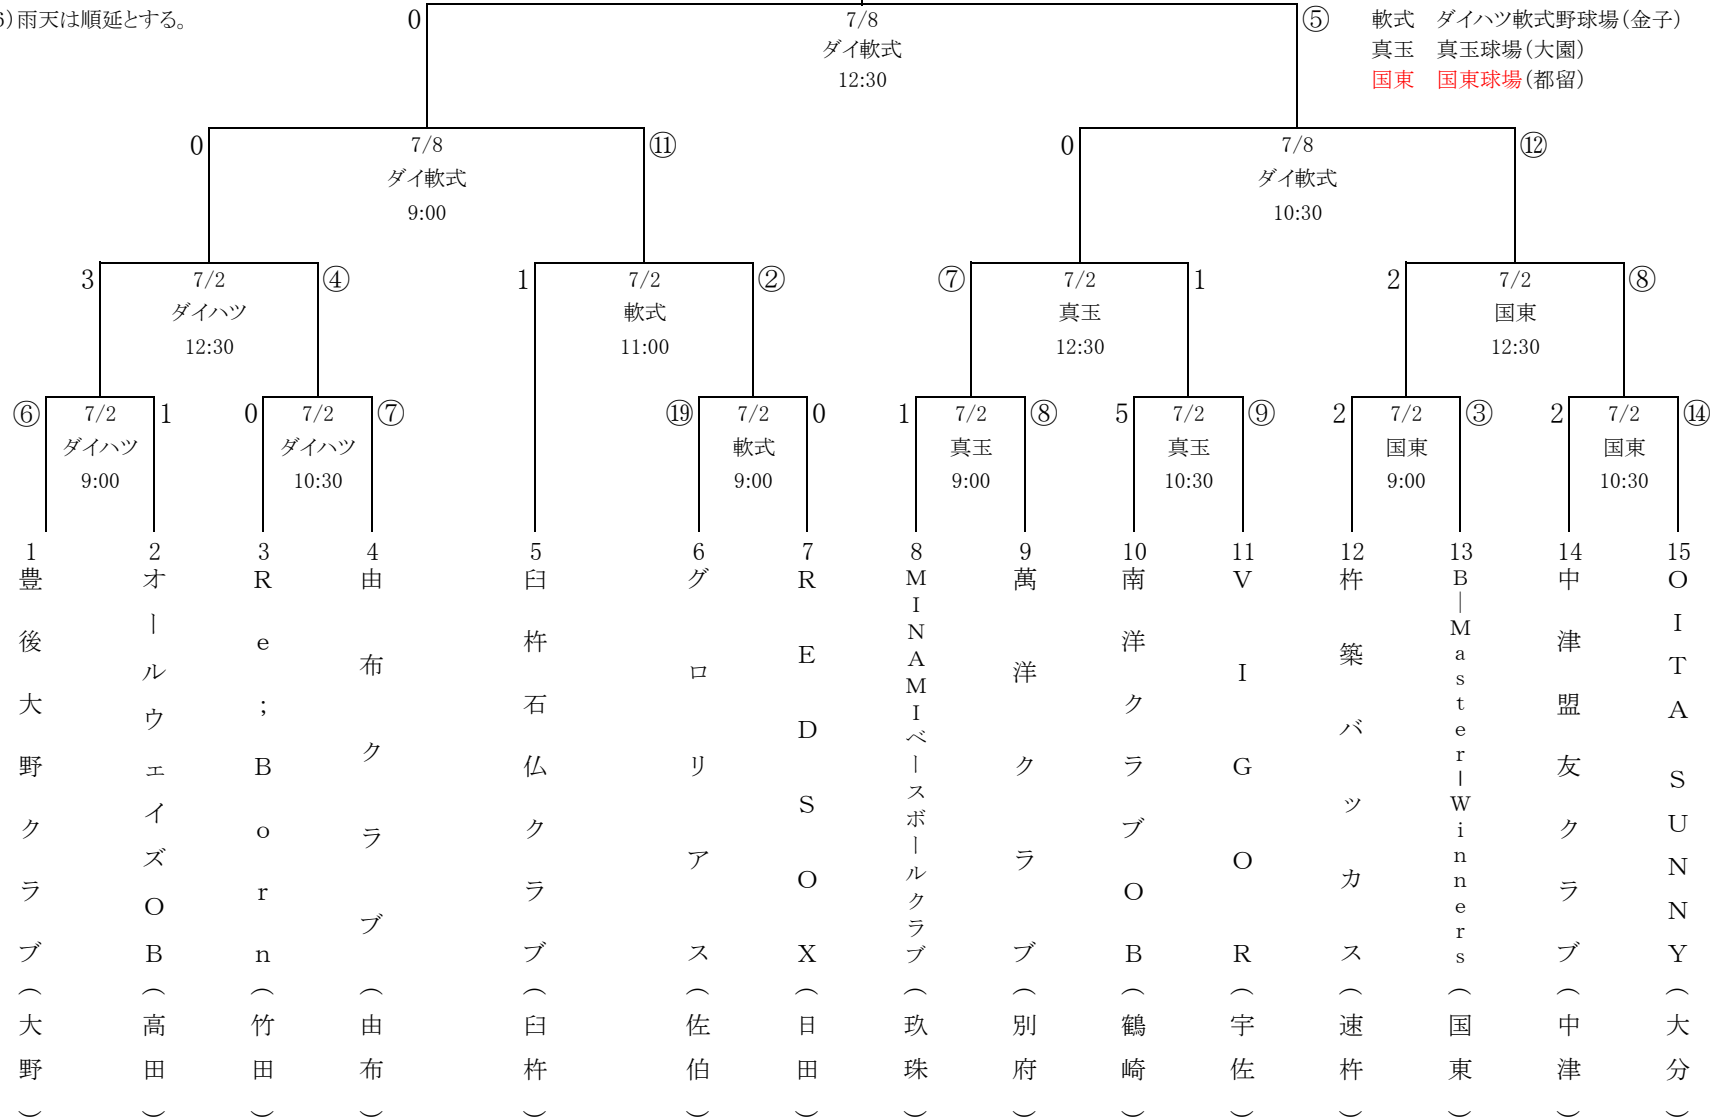 6)雨天は順延とする。
0 7/8 ⑤
ダイ軟式
12:30
軟式 ダイハツ軟式野球場(金子)
真玉 真玉球場(大園)
国東 国東球場(都留)
0 7/8 ⑪
ダイ軟式
9:00
0 7/8 ⑫
ダイ軟式
10:30
3 7/2 ④
ダイハツ
12:30
1 7/2 ②
軟式
11:00
⑦ 7/2 1
真玉
12:30
2 7/2 ⑧
国東
12:30
⑥ 7/2 1
ダイハツ
9:00
0 7/2 ⑦
ダイハツ
10:30
⑲ 7/2 0
軟式
9:00
1 7/2 ⑧
真玉
9:00
5 7/2 ⑨
真玉
10:30
2 7/2 ③
国東
9:00
2 7/2 ⑭
国東
10:30
1
豊後大野クラブ(大野)
2
オールウェイズOB(高田)
3
Re;Born(竹田)
4
由布クラブ(由布)
5
臼杵石仏クラブ(臼杵)
6
グロリアス(佐伯)
7
REDSOX(日田)
8
MINAMIベースボールクラブ(玖珠)
9
萬洋クラブ(別府)
10
南洋クラブOB(鶴崎)
11
VIGOR(宇佐)
12
杵築バッカス(速杵)
13
B―Master―Winners(国東)
14
中津盟友クラブ(中津)
15
OITA SUNNY(大分)